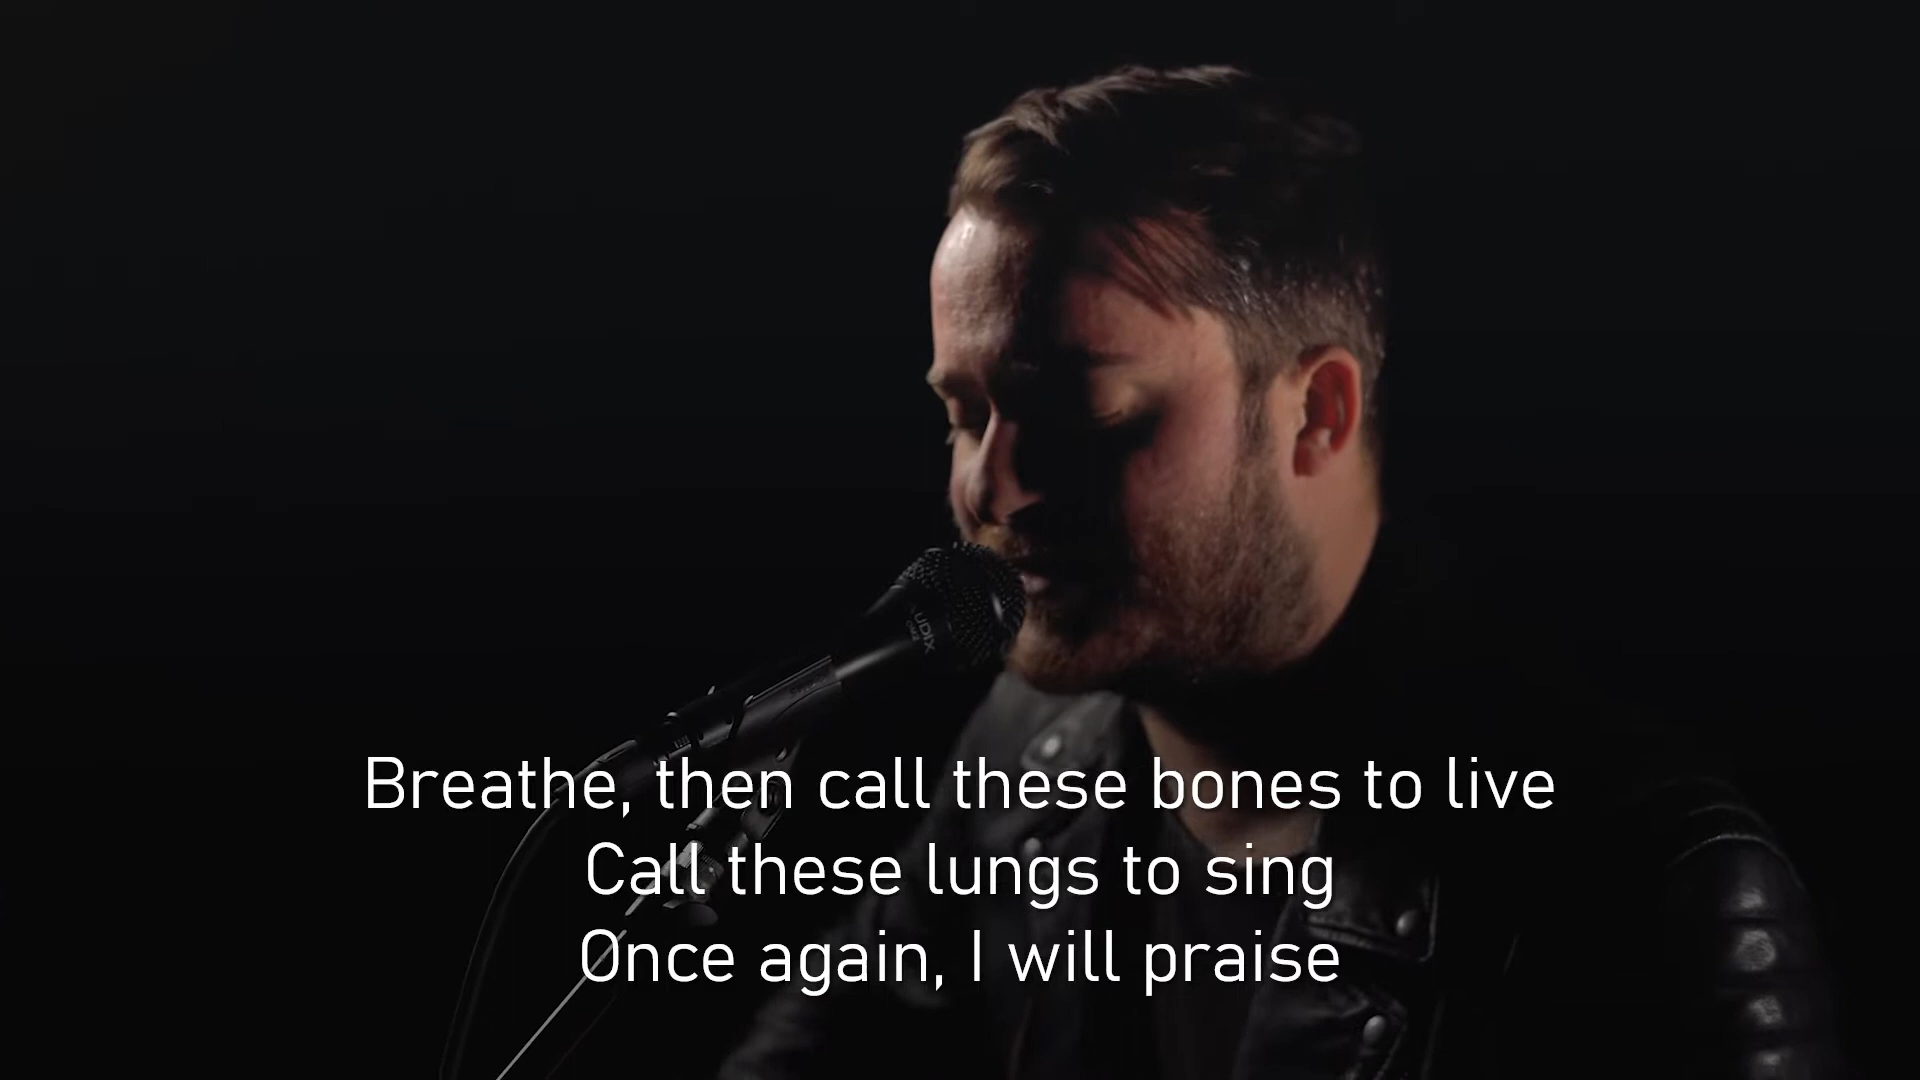 Breathe, then call these bones to live
Call these lungs to sing
Once again, I will praise